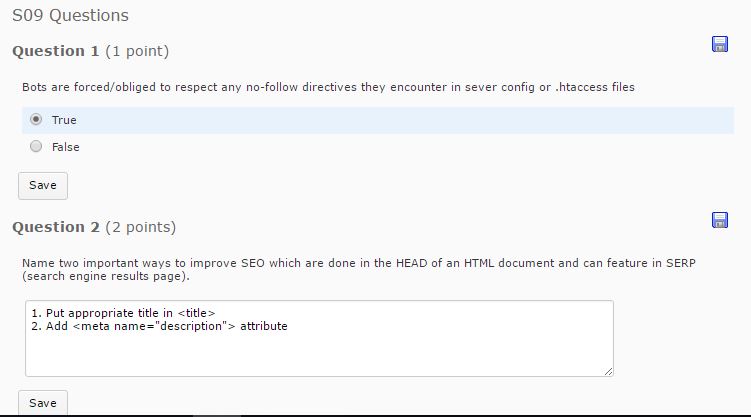 S09 Questions
Question 1 (1 point)
Bots are forced/obliged to respect any no-follow directives they encounter in sever config or .htaccess files
True
False
Save
Question 2 (2 points)
Name two important ways to improve SEO which are done in the HEAD of an HTML document and can feature in SERP
(search engine results page).
1. Put appropriate title in <title>
2. Add <meta name="description"> attribute
Save